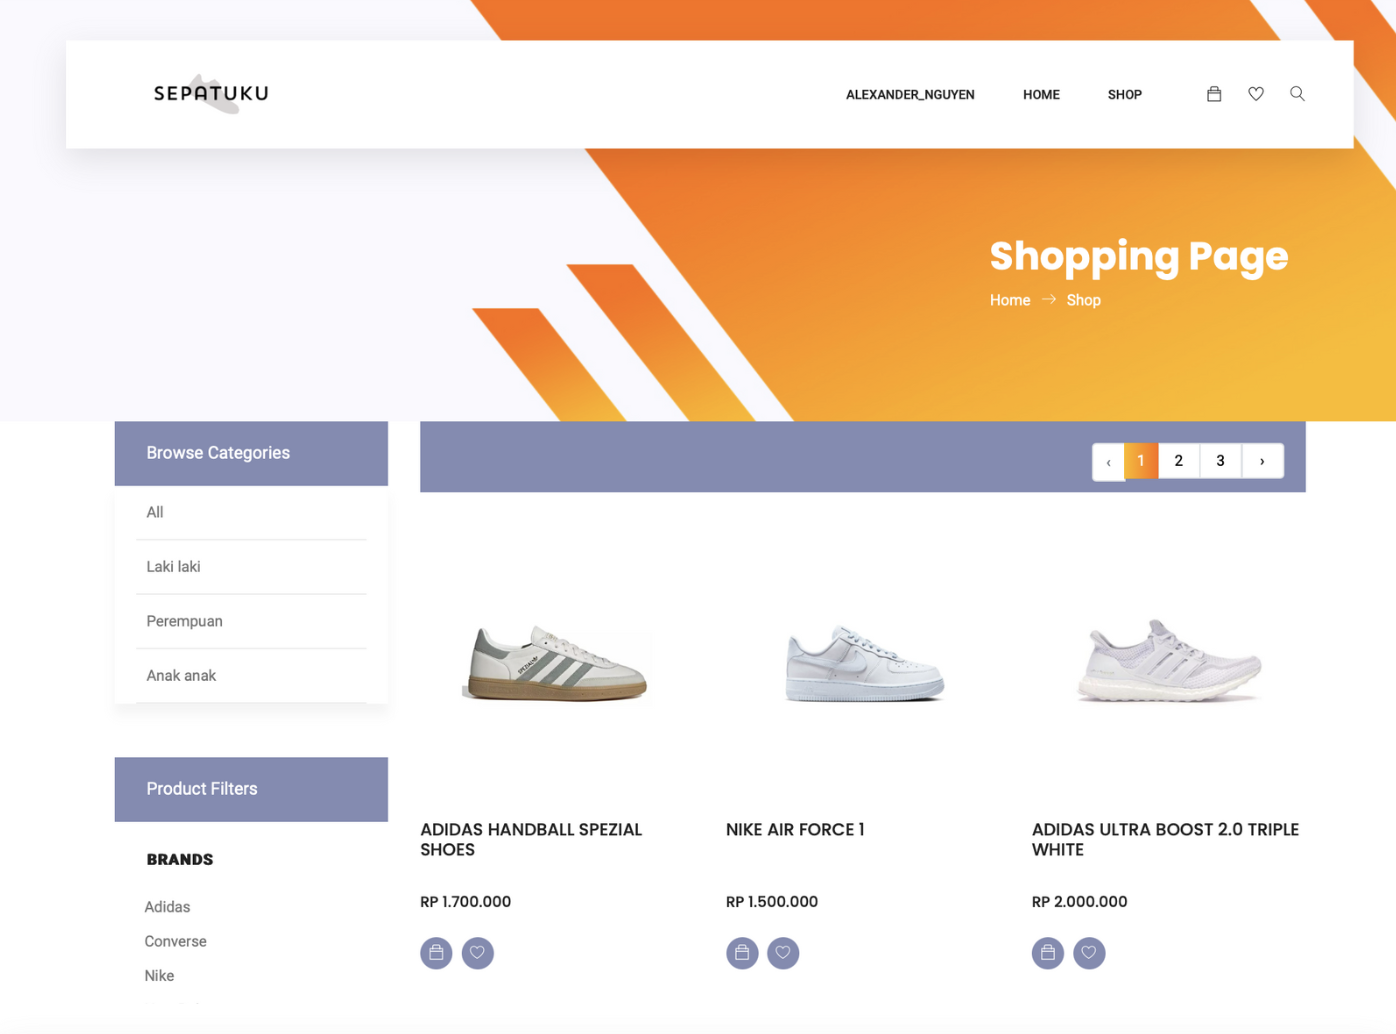 SEPATUKU
ALEXANDER_NGUYEN HOME SHOP
Shopping Page
Home → Shop
Browse Categories
‹ 1 2 3 ›
All
Laki laki
Perempuan
Anak anak
Product Filters
BRANDS
Adidas
Converse
Nike
SPEZIAL
ADIDAS HANDBALL SPEZIAL
SHOES
RP 1.700.000
NIKE AIR FORCE 1
RP 1.500.000
ADIDAS ULTRA BOOST 2.0 TRIPLE
WHITE
RP 2.000.000